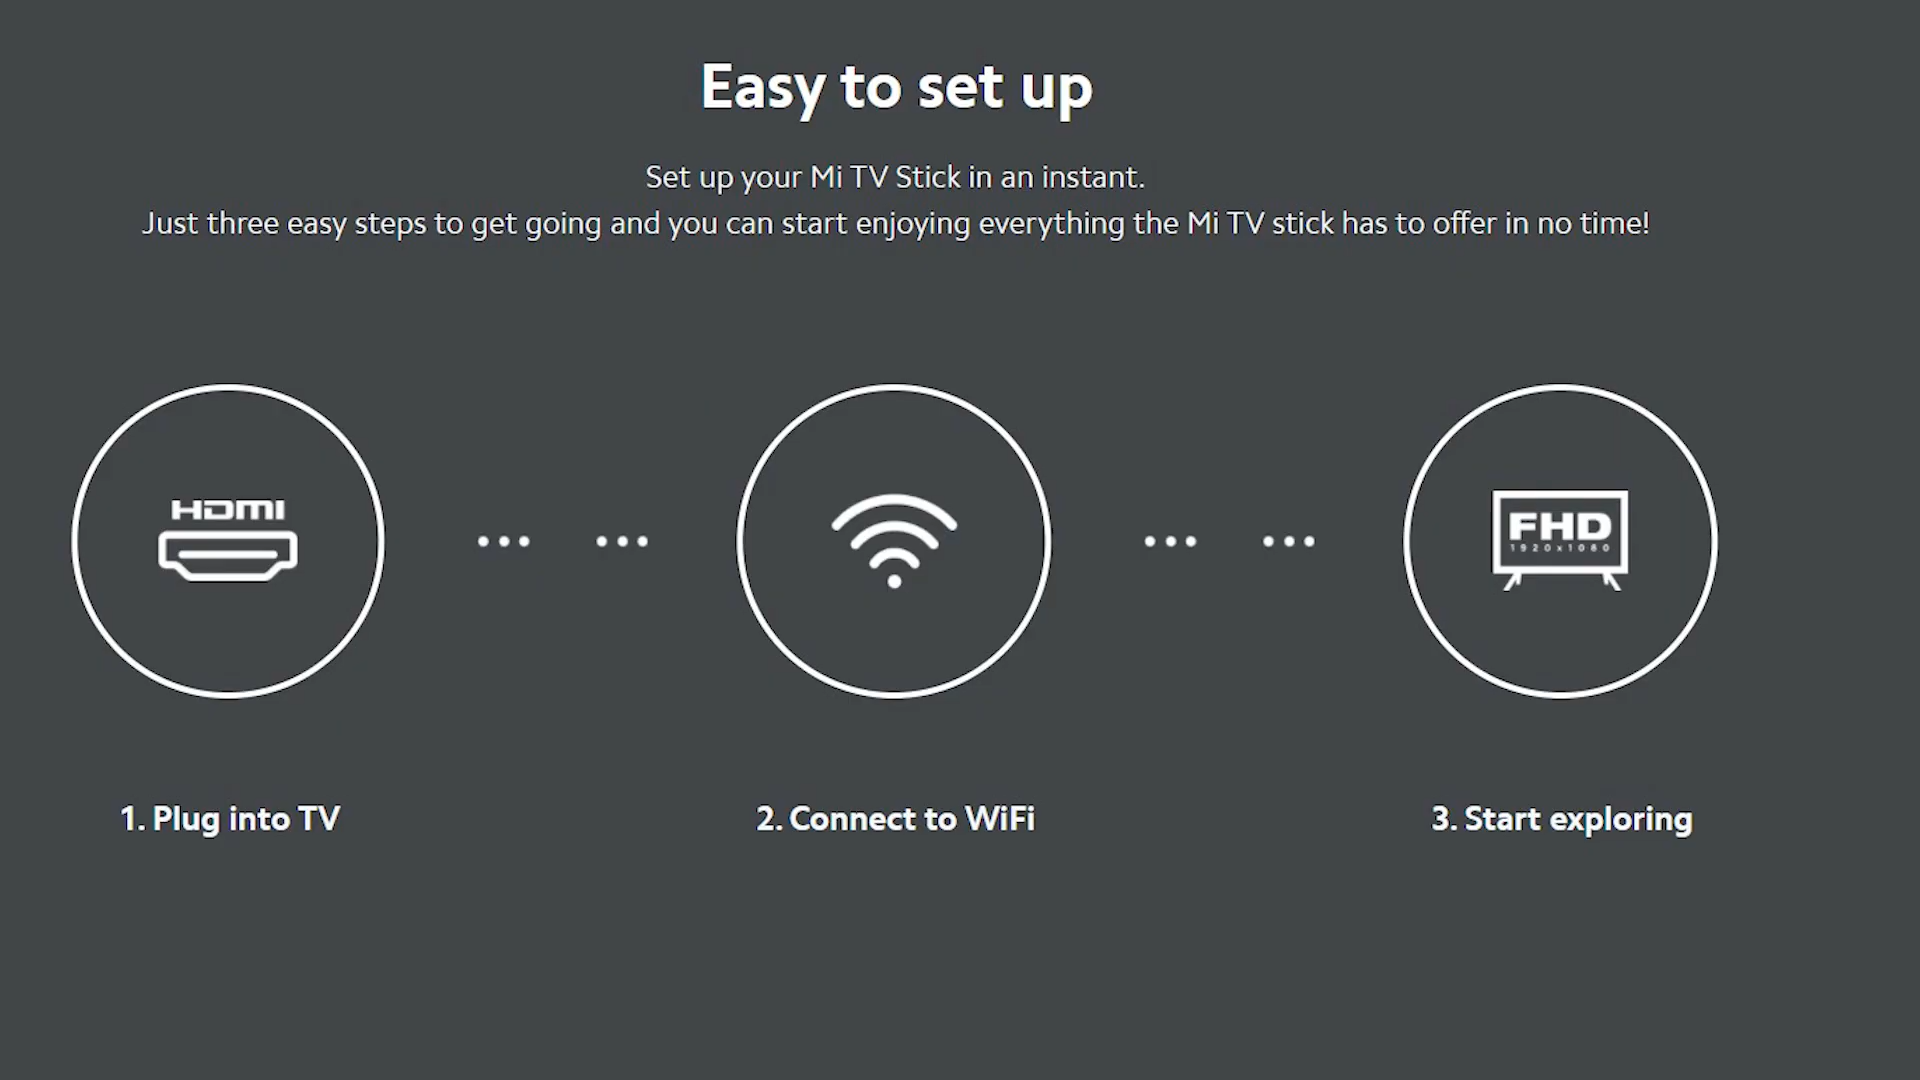 Easy to set up
Set up your Mi TV Stick in an instant.
Just three easy steps to get going and you can start enjoying everything the Mi TV stick has to offer in no time!
HDMI
FHD
1920x1080
1. Plug into TV
2. Connect to WiFi
3. Start exploring